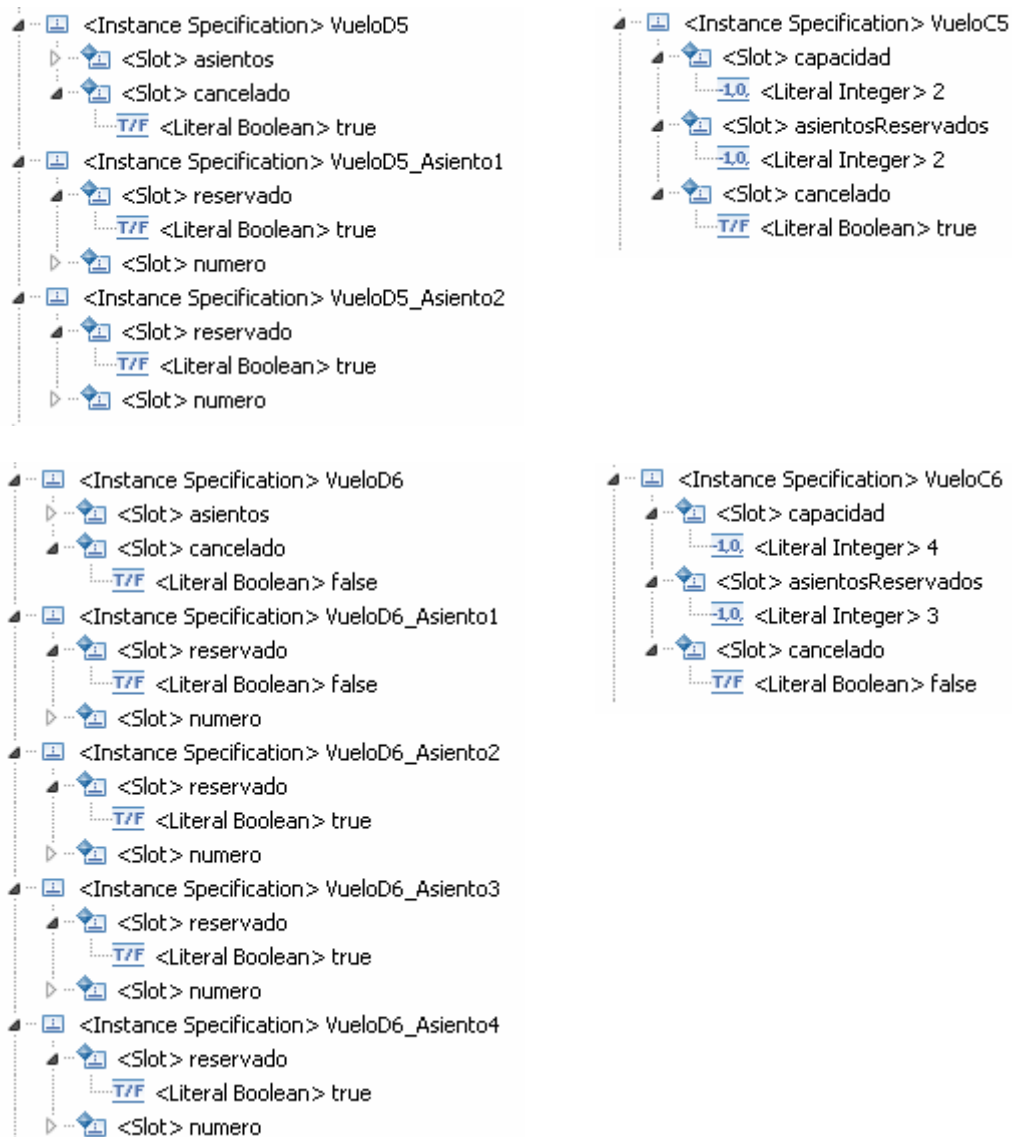 <Instance Specification> VueloD5
<Slot> asientos
<Slot> cancelado
T/F <Literal Boolean> true
<Instance Specification> VueloD5_Asiento1
<Slot> reservado
T/F <Literal Boolean> true
<Slot> numero
<Instance Specification> VueloD5_Asiento2
<Slot> reservado
T/F <Literal Boolean> true
<Slot> numero
<Instance Specification> VueloC5
<Slot> capacidad
-1,0, <Literal Integer> 2
<Slot> asientosReservados
-1,0, <Literal Integer> 2
<Slot> cancelado
T/F <Literal Boolean> true
<Instance Specification> VueloD6
<Slot> asientos
<Slot> cancelado
T/F <Literal Boolean> false
<Instance Specification> VueloD6_Asiento1
<Slot> reservado
T/F <Literal Boolean> false
<Slot> numero
<Instance Specification> VueloD6_Asiento2
<Slot> reservado
T/F <Literal Boolean> true
<Slot> numero
<Instance Specification> VueloD6_Asiento3
<Slot> reservado
T/F <Literal Boolean> true
<Slot> numero
<Instance Specification> VueloD6_Asiento4
<Slot> reservado
T/F <Literal Boolean> true
<Slot> numero
<Instance Specification> VueloC6
<Slot> capacidad
-1,0, <Literal Integer> 4
<Slot> asientosReservados
-1,0, <Literal Integer> 3
<Slot> cancelado
T/F <Literal Boolean> false